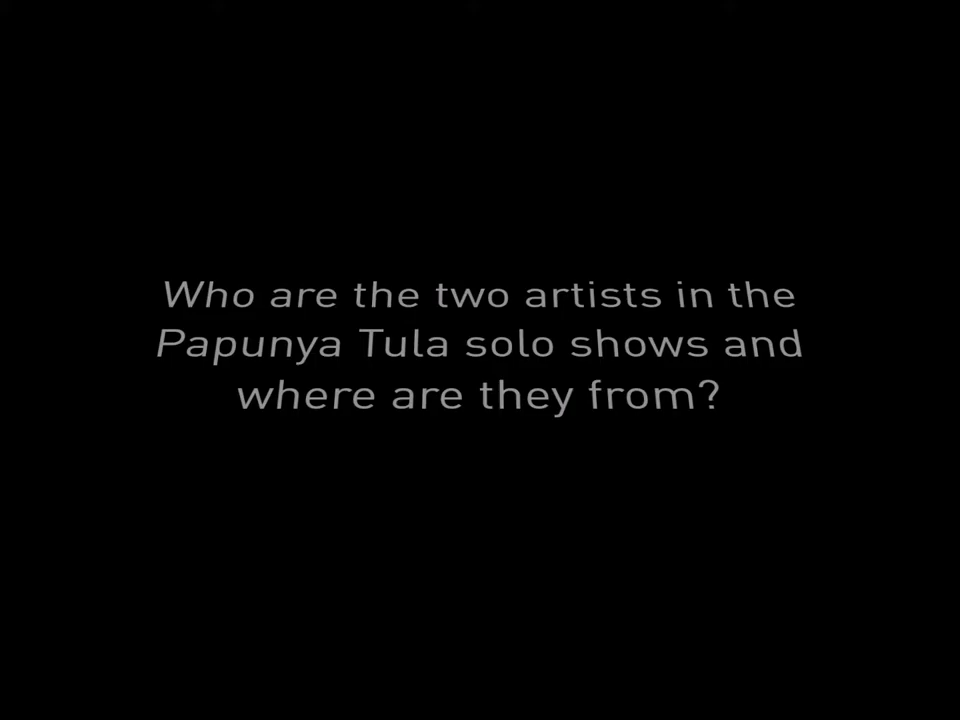 Who are the two artists in the
Papunya Tula solo shows and
where are they from?